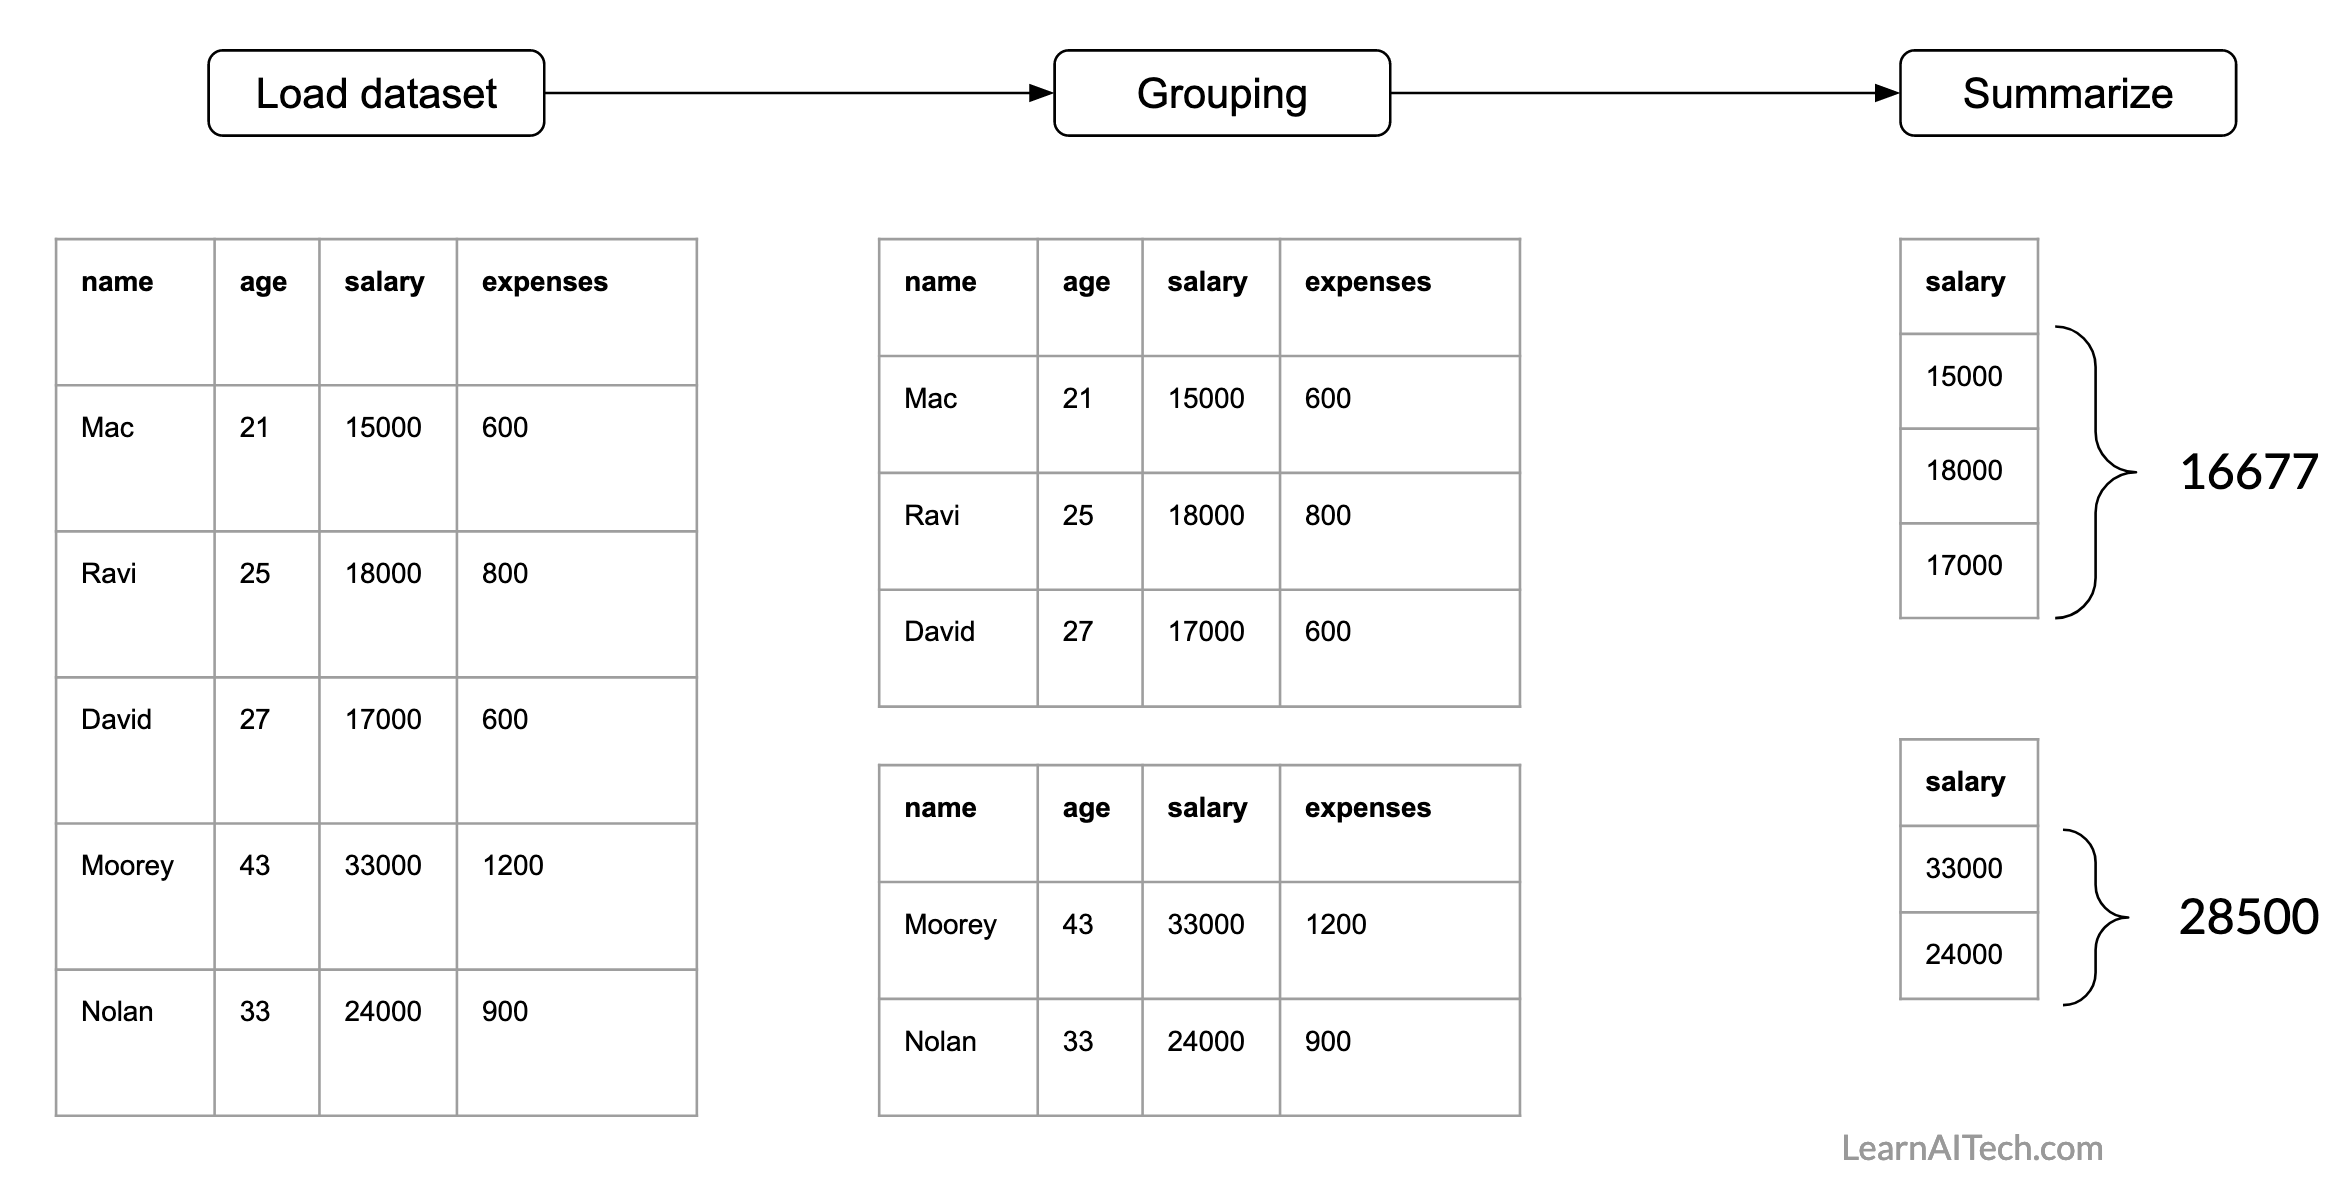 Load dataset
Grouping
Summarize
name age salary expenses
Mac 21 15000 600
Ravi 25 18000 800
David 27 17000 600
Moorey 43 33000 1200
Nolan 33 24000 900
name age salary expenses
Mac 21 15000 600
Ravi 25 18000 800
David 27 17000 600
name age salary expenses
Moorey 43 33000 1200
Nolan 33 24000 900
salary
15000
18000
17000
16677
salary
33000
24000
28500
LearnAITech.com